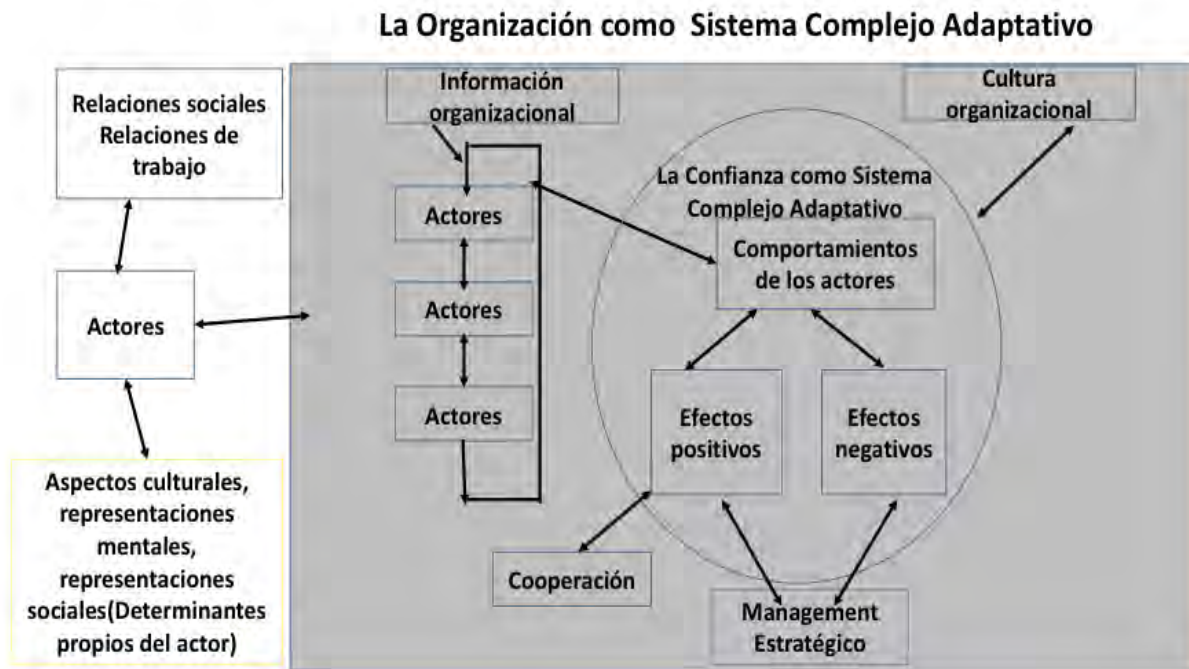 La Organización como Sistema Complejo Adaptativo
Relaciones sociales
Relaciones de
trabajo
Actores
Aspectos culturales,
representaciones
mentales,
representaciones
sociales(Determinantes
propios del actor)
Información
organizacional
Actores
Actores
Actores
Cultura
organizacional
La Confianza como Sistema
Complejo Adaptativo
Comportamientos
de los actores
Efectos
positivos
Efectos
negativos
Cooperación
Management
Estratégico